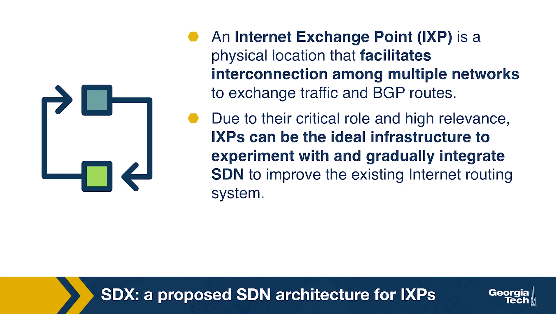 An Internet Exchange Point (IXP) is a
physical location that facilitates
interconnection among multiple networks
to exchange traffic and BGP routes.
Due to their critical role and high relevance,
IXPs can be the ideal infrastructure to
experiment with and gradually integrate
SDN to improve the existing Internet routing
system.
SDX: a proposed SDN architecture for IXPs
Georgia
Tech